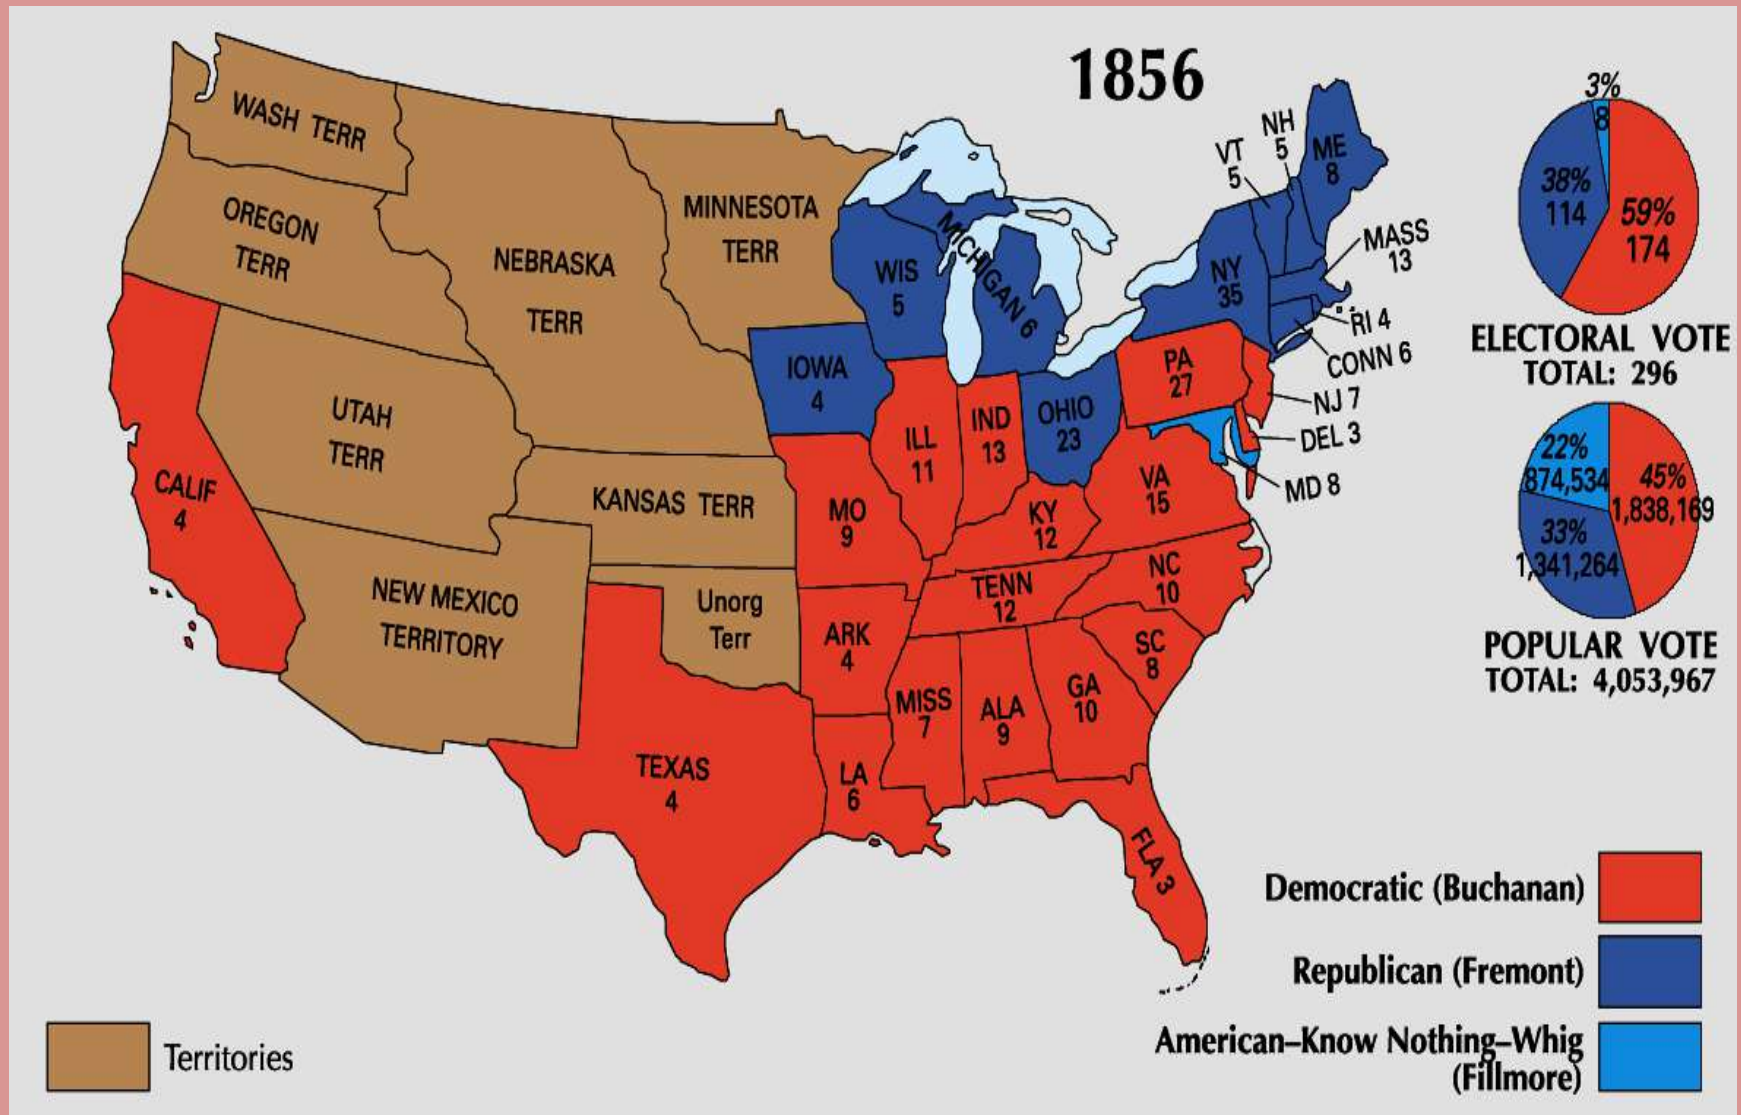 1856
WASH TERR
OREGON
TERR
NEBRASKA
TERR
MINNESOTA
TERR
WIS
5
MICHIGAN 6
VT
5
NH
5
ME
8
MASS
13
NY
35
RI 4
CONN 6
IOWA
4
PA
27
NJ 7
DEL 3
MD 8
UTAH
TERR
CALIF
4
KANSAS TERR
MO
9
ILL
11
IND
13
OHIO
23
KY
12
VA
15
NEW MEXICO
TERRITORY
Unorg
Terr
ARK
4
TENN
12
NC
10
SC
8
TEXAS
4
LA
6
MISS
7
ALA
9
GA
10
FLA 3
3%
8
38%
114
59%
174
ELECTORAL VOTE
TOTAL: 296
22%
874,534
45%
1,838,169
33%
1,341,264
POPULAR VOTE
TOTAL: 4,053,967
Democratic (Buchanan)
Republican (Fremont)
American–Know Nothing–Whig
(Fillmore)
Territories